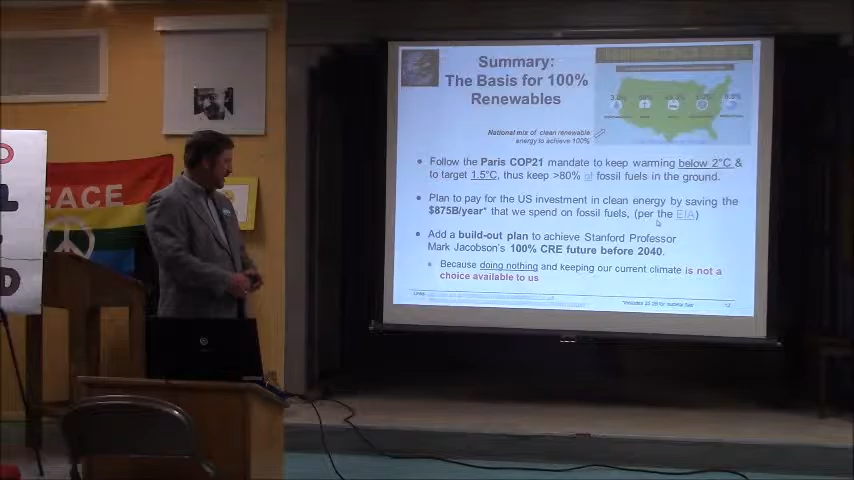 Summary:
The Basis for 100%
Renewables
National mix of clean renewable
energy to achieve 100%
• Follow the Paris COP21 mandate to keep warming below 2°C &
to target 1.5°C, thus keep >80% of fossil fuels in the ground.
• Plan to pay for the US investment in clean energy by saving the
$875B/year* that we spend on fossil fuels, (per the EIA)
• Add a build-out plan to achieve Stanford Professor
Mark Jacobson's 100% CRE future before 2040.
• Because doing nothing and keeping our current climate is not a
choice available to us
PEACE